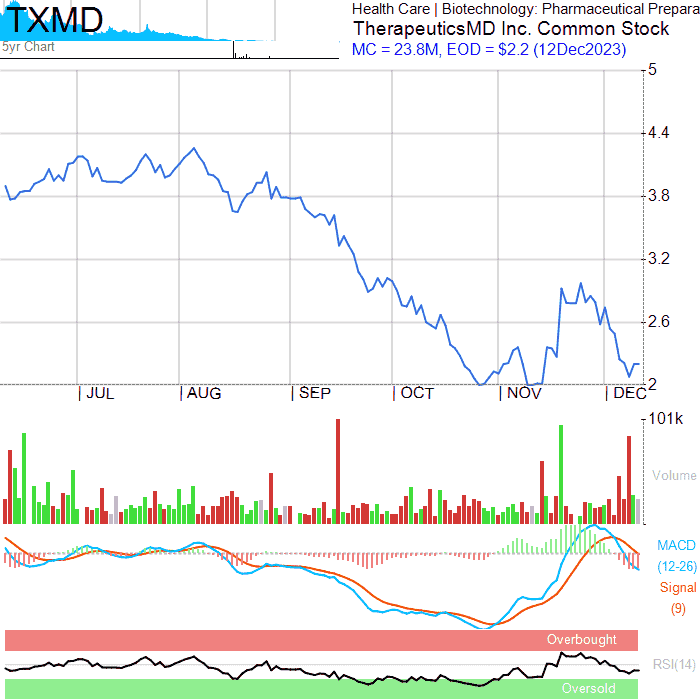 TXMD
5yr Chart
Health Care | Biotechnology: Pharmaceutical Prepara
TherapeuticsMD Inc. Common Stock
MC = 23.8M, EOD = $2.2 (12Dec2023)
5
4.4
3.8
3.2
2.6
2
JUL AUG SEP OCT NOV DEC
101k
Volume
MACD
(12-26)
Signal
(9)
Overbought
RSI(14)
Oversold